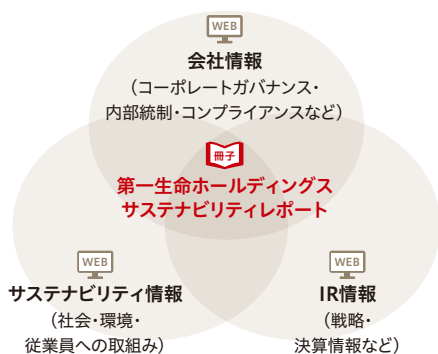 WEB
会社情報
（コーポレートガバナンス・
内部統制・コンプライアンスなど）
冊子
第一生命ホールディングス
サステナビリティレポート
WEB
サステナビリティ情報
（社会・環境・
従業員への取組み）
WEB
IR情報
（戦略・
決算情報など）